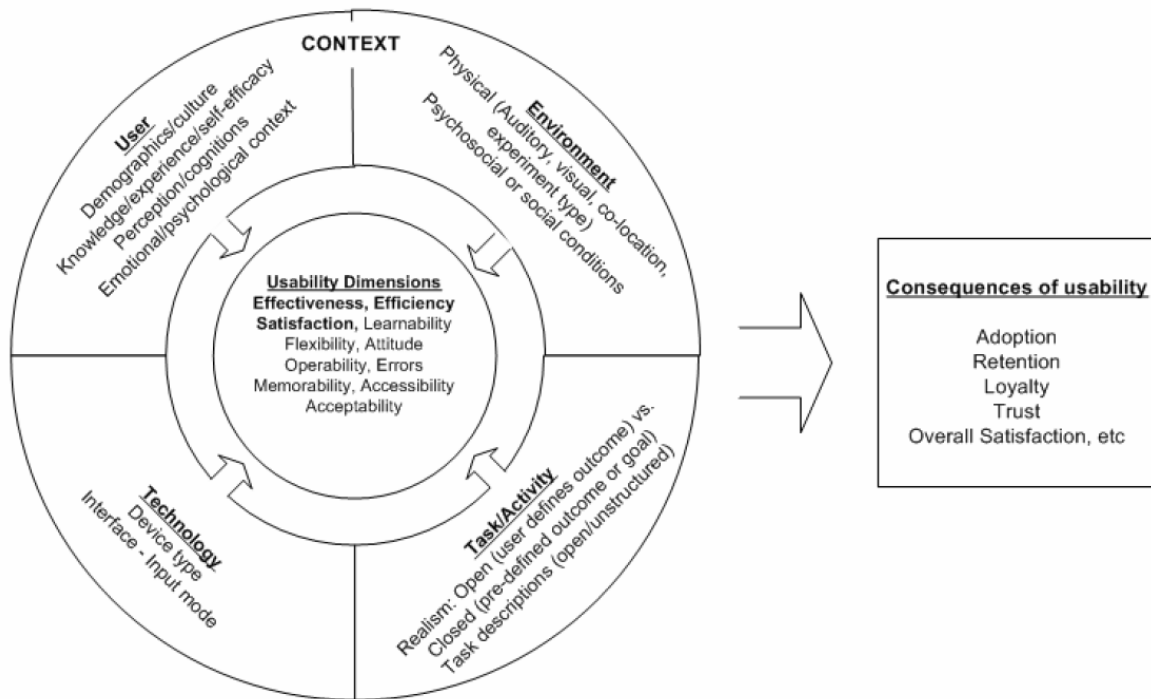 CONTEXT
User
Demographics/culture
Knowledge/experience/self-efficacy
Perception/cognitions
Emotional/psychological context
Environment
Physical (Auditory, visual, co-location,
experiment type)
Psychosocial or social conditions
Usability Dimensions
Effectiveness, Efficiency
Satisfaction, Learnability
Flexibility, Attitude
Operability, Errors
Memorability, Accessibility
Acceptability
Technology
Device type
Interface - Input mode
Task/Activity
Realism: Open (user defines outcome) vs.
Closed (pre-defined outcome or goal)
Task descriptions (open/unstructured)
Consequences of usability
Adoption
Retention
Loyalty
Trust
Overall Satisfaction, etc